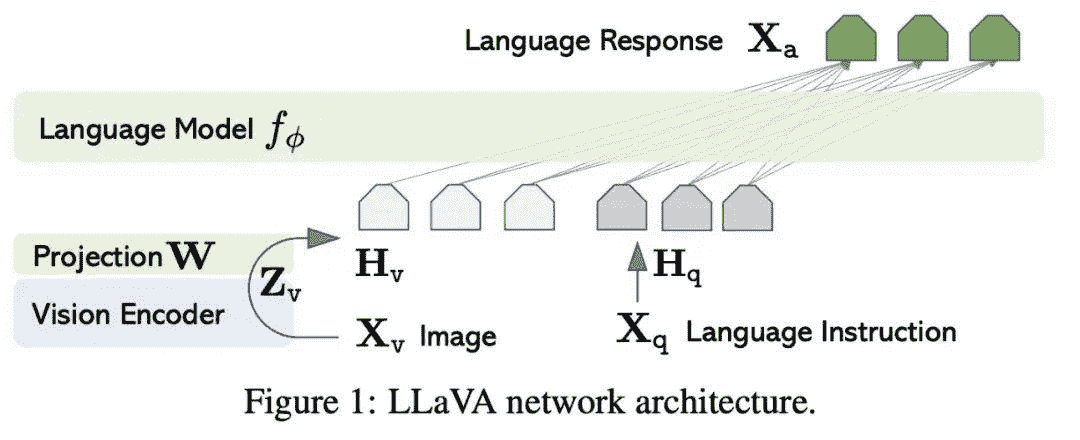 Language Response Xa
Language Model fϕ
Projection W
Zv
Hv
Hq
Vision Encoder
Xv Image
Xq Language Instruction
Figure 1: LLaVA network architecture.